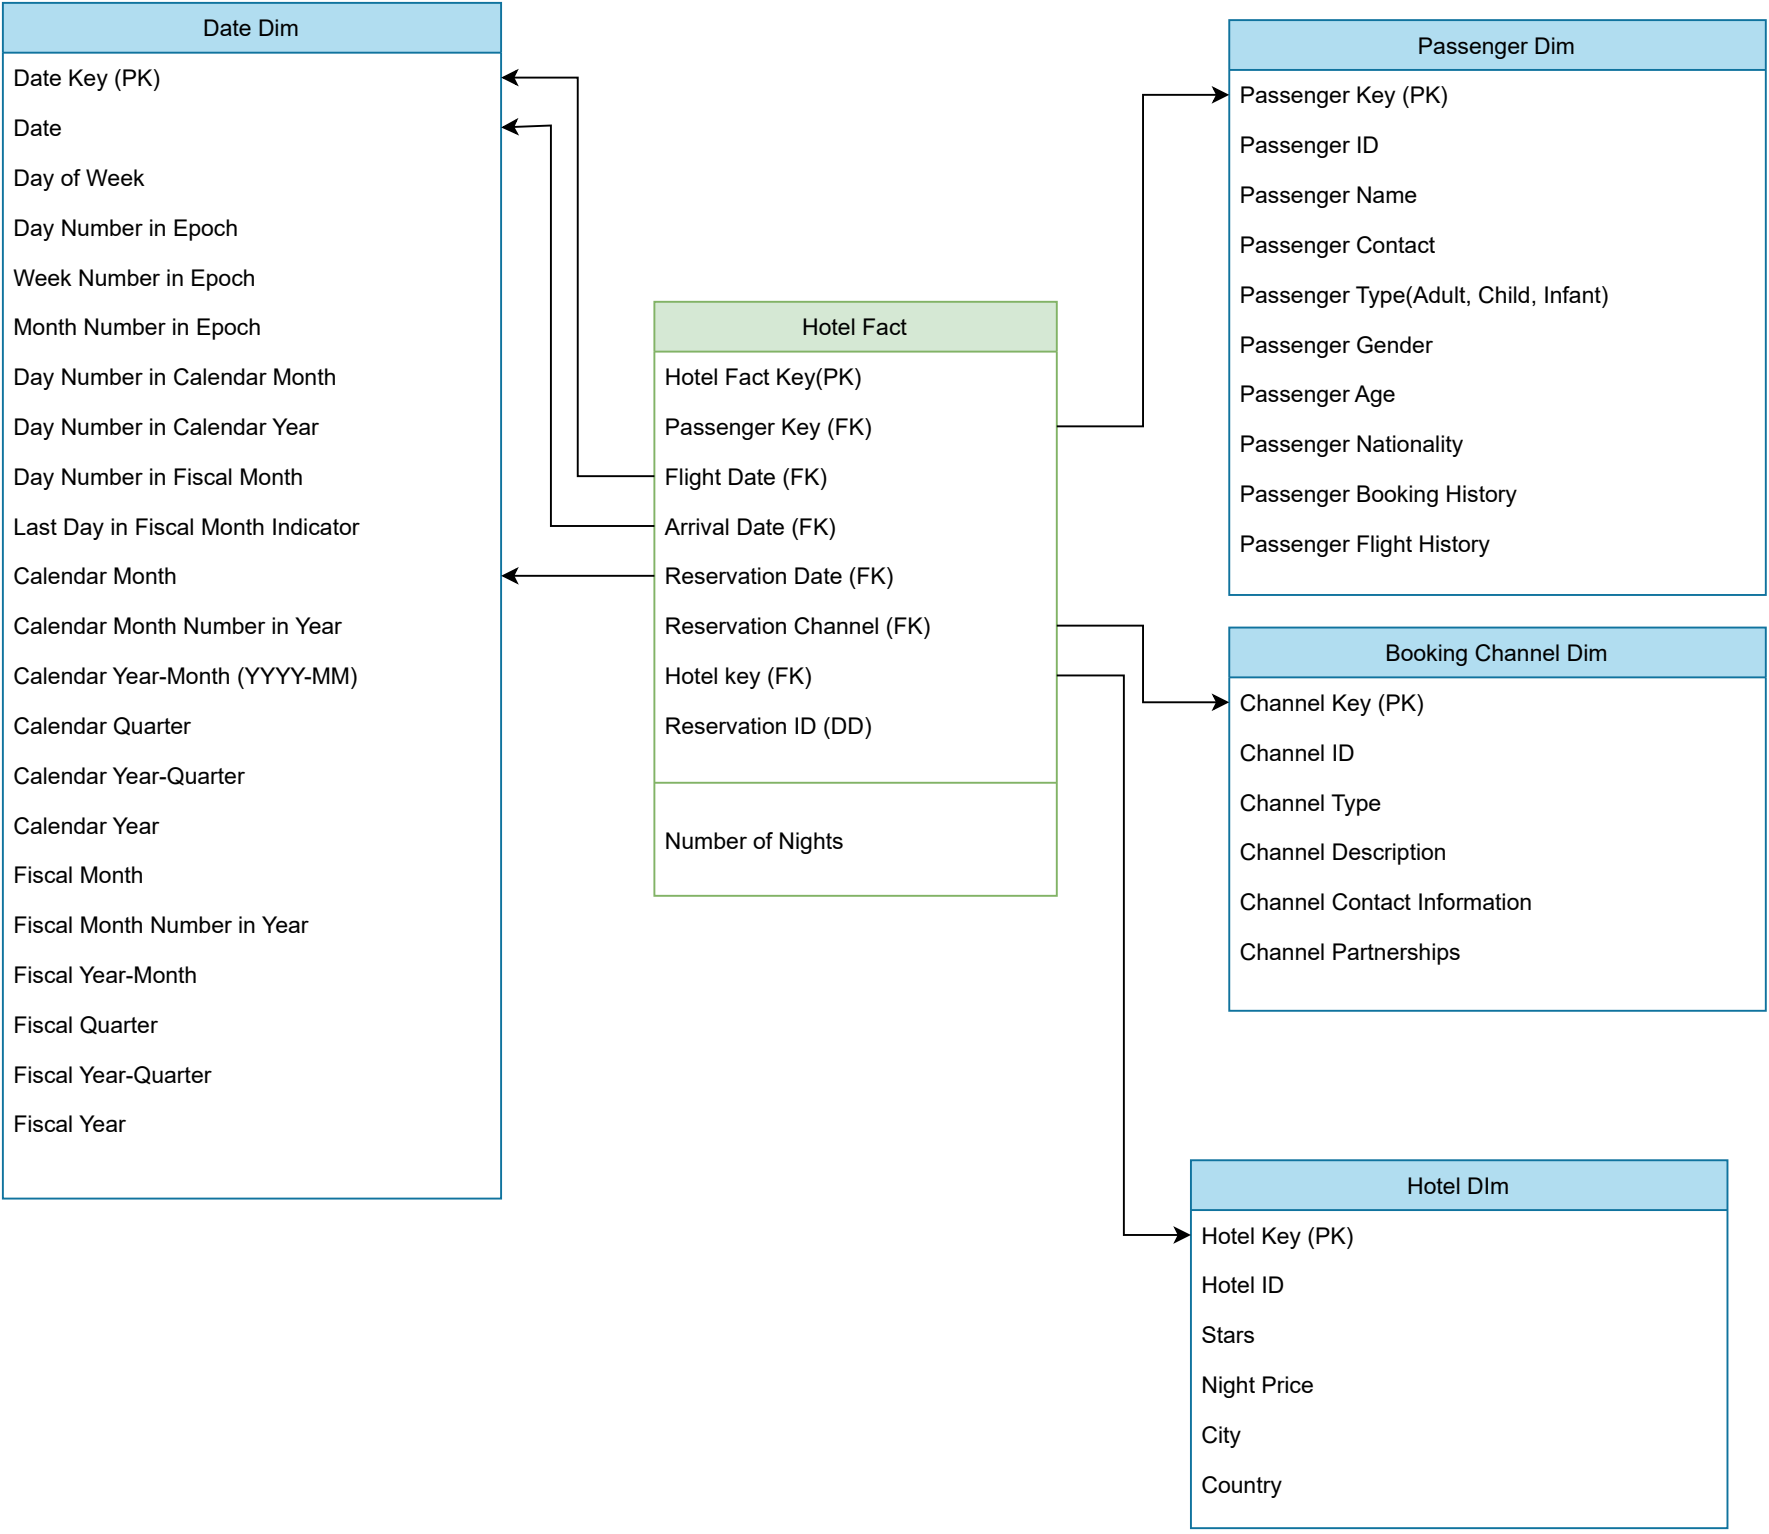 Date Dim
Date Key (PK)
Date
Day of Week
Day Number in Epoch
Week Number in Epoch
Month Number in Epoch
Day Number in Calendar Month
Day Number in Calendar Year
Day Number in Fiscal Month
Last Day in Fiscal Month Indicator
Calendar Month
Calendar Month Number in Year
Calendar Year-Month (YYYY-MM)
Calendar Quarter
Calendar Year-Quarter
Calendar Year
Fiscal Month
Fiscal Month Number in Year
Fiscal Year-Month
Fiscal Quarter
Fiscal Year-Quarter
Fiscal Year
Hotel Fact
Hotel Fact Key(PK)
Passenger Key (FK)
Flight Date (FK)
Arrival Date (FK)
Reservation Date (FK)
Reservation Channel (FK)
Hotel key (FK)
Reservation ID (DD)
Number of Nights
Passenger Dim
Passenger Key (PK)
Passenger ID
Passenger Name
Passenger Contact
Passenger Type(Adult, Child, Infant)
Passenger Gender
Passenger Age
Passenger Nationality
Passenger Booking History
Passenger Flight History
Booking Channel Dim
Channel Key (PK)
Channel ID
Channel Type
Channel Description
Channel Contact Information
Channel Partnerships
Hotel DIm
Hotel Key (PK)
Hotel ID
Stars
Night Price
City
Country